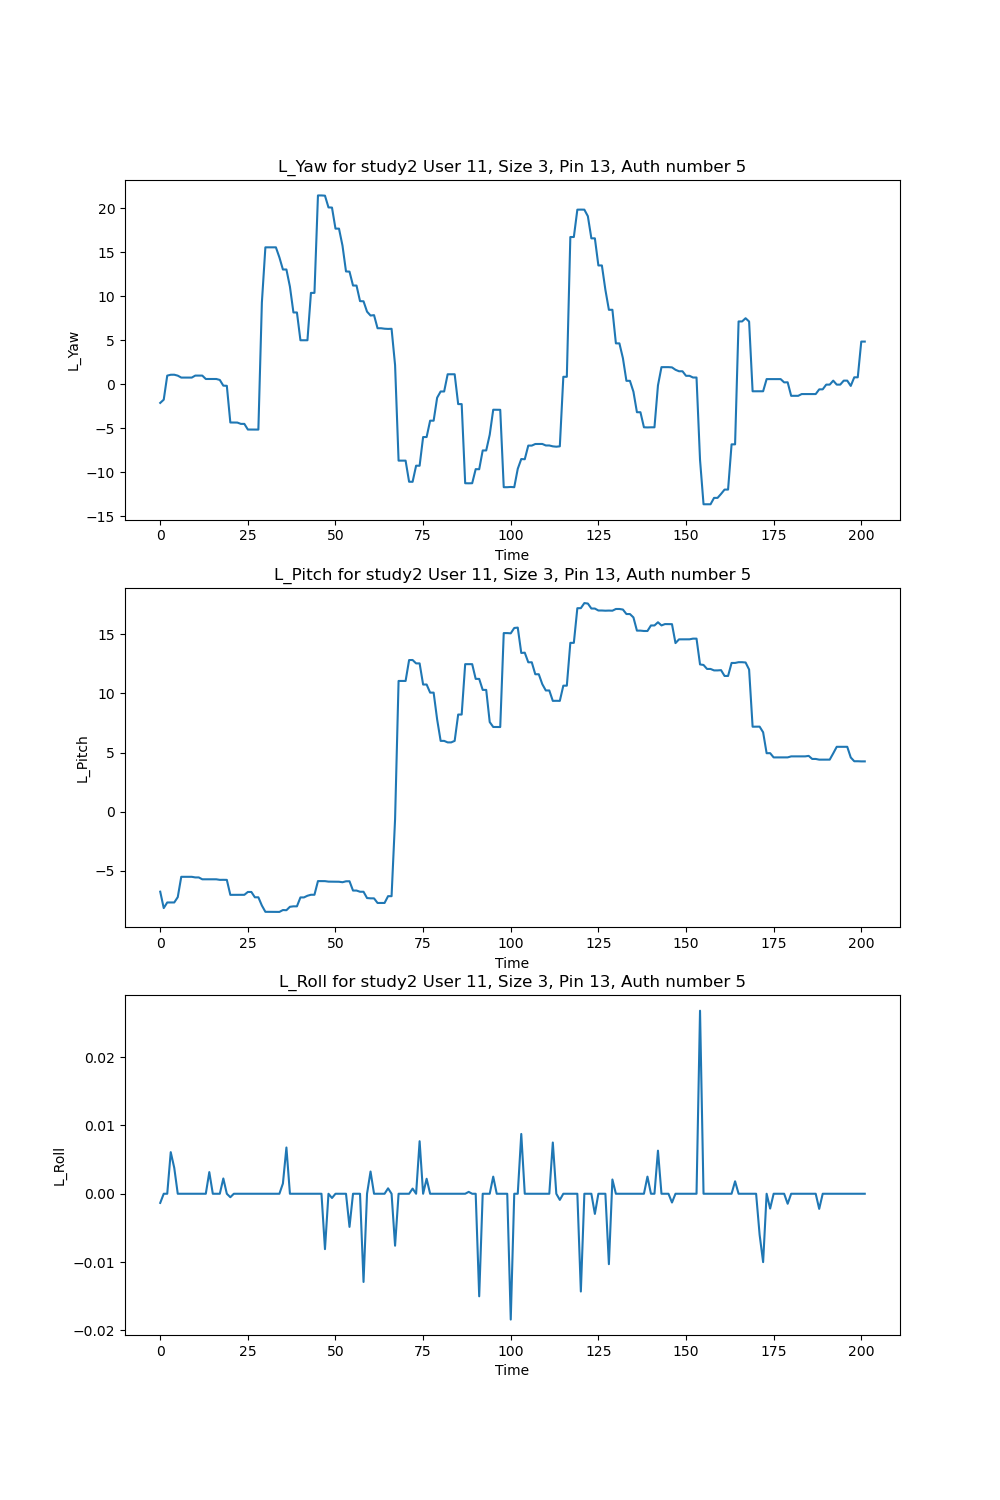 L_Yaw for study2 User 11, Size 3, Pin 13, Auth number 5
20
15
10
5
0
−5
−10
−15
L_Yaw
0 25 50 75 100 125 150 175 200
Time
L_Pitch for study2 User 11, Size 3, Pin 13, Auth number 5
15
10
5
0
−5
L_Pitch
0 25 50 75 100 125 150 175 200
Time
L_Roll for study2 User 11, Size 3, Pin 13, Auth number 5
0.02
0.01
0.00
−0.01
−0.02
L_Roll
0 25 50 75 100 125 150 175 200
Time